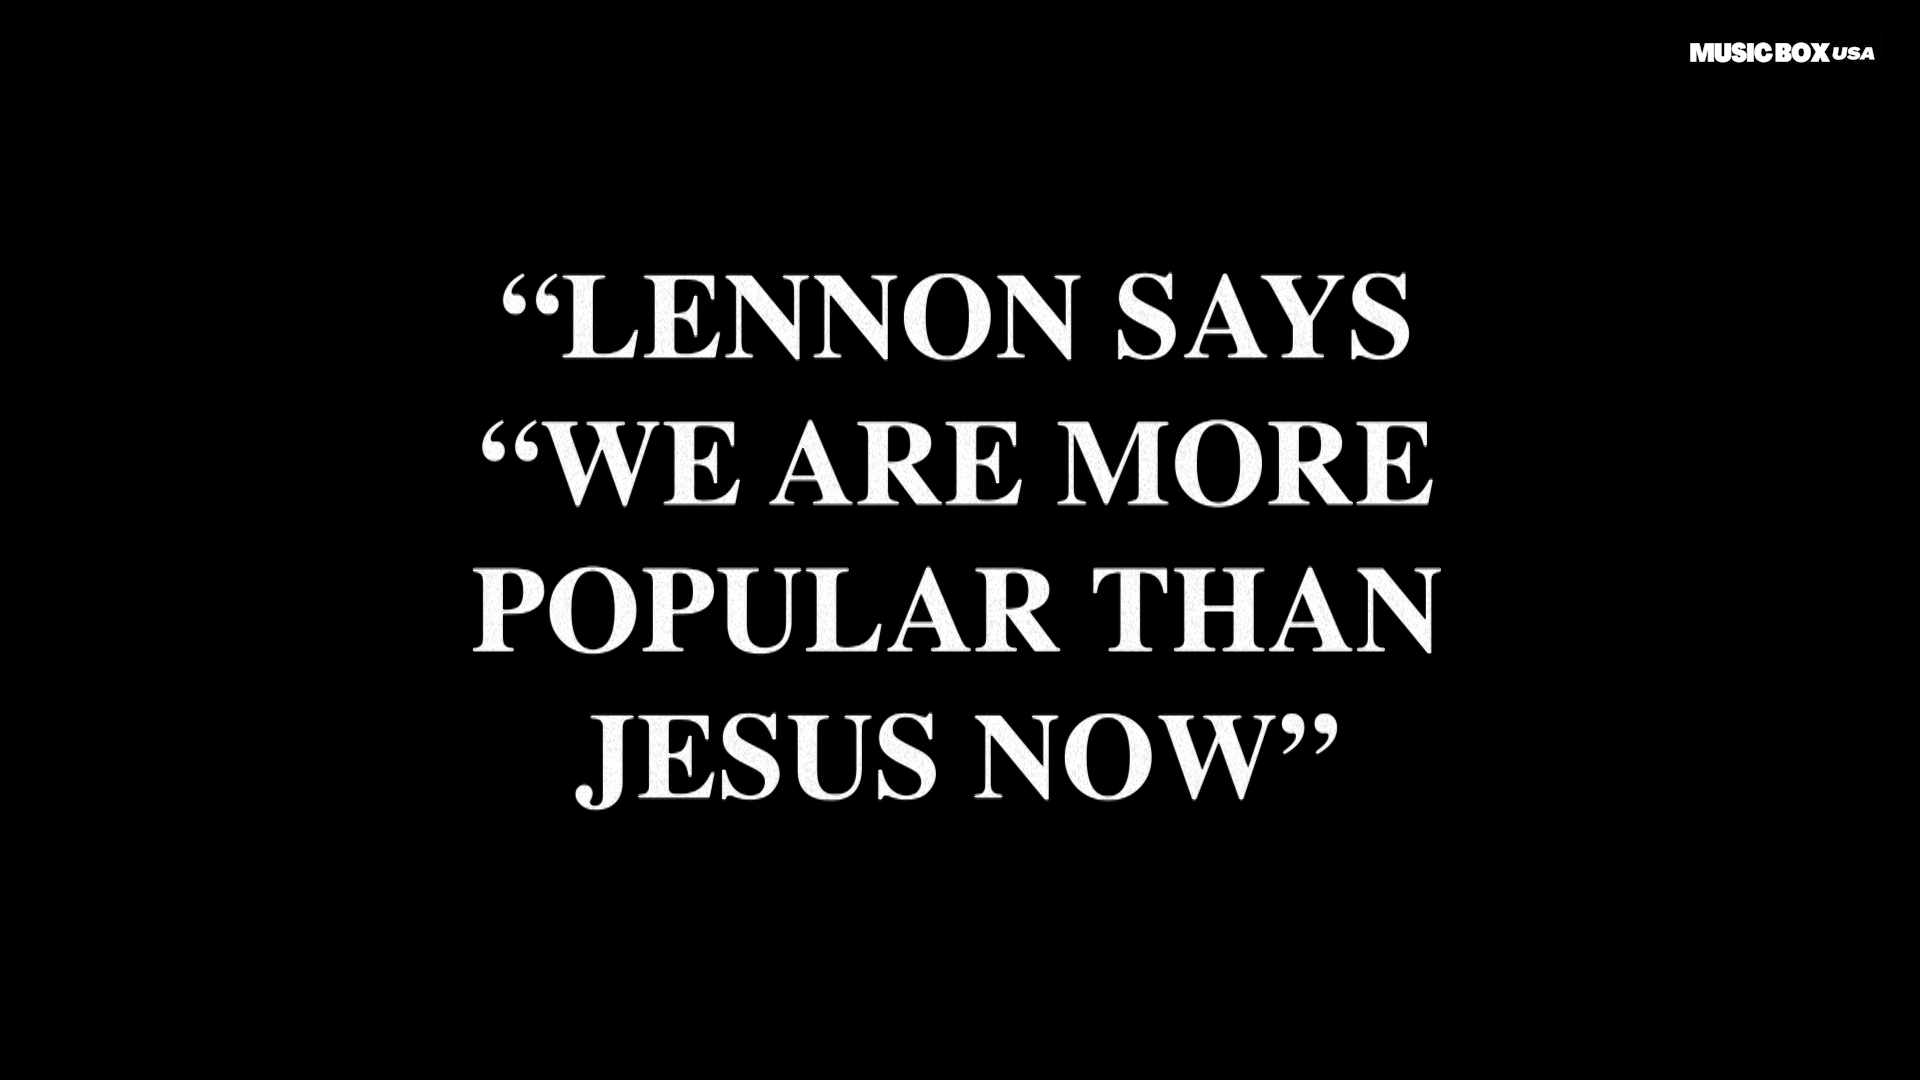 MUSIC BOX USA
“LENNON SAYS
“WE ARE MORE
POPULAR THAN
JESUS NOW”